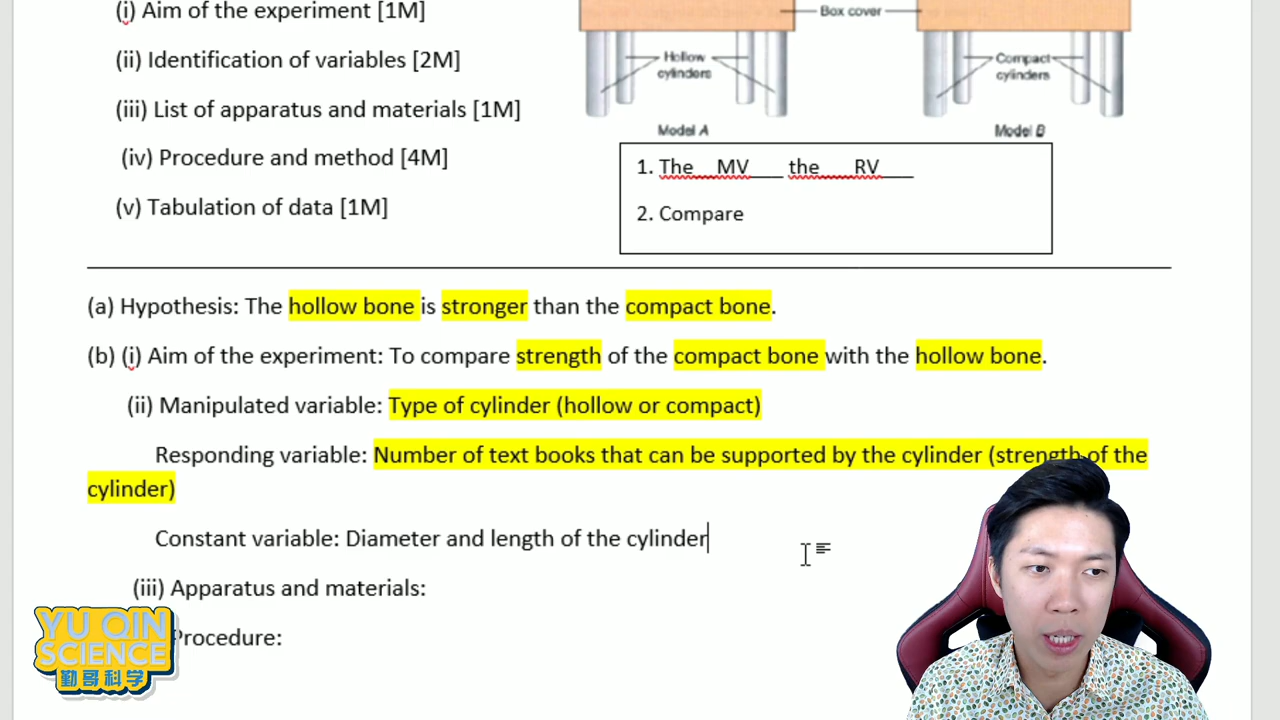 (i) Aim of the experiment [1M]
Box cover
(ii) Identification of variables [2M]
Hollow cylinders
Compact cylinders
(iii) List of apparatus and materials [1M]
Model A
Model B
(iv) Procedure and method [4M]
1. The MV the RV
(v) Tabulation of data [1M]
2. Compare
(a) Hypothesis: The hollow bone is stronger than the compact bone.
(b) (i) Aim of the experiment: To compare strength of the compact bone with the hollow bone.
(ii) Manipulated variable: Type of cylinder (hollow or compact)
Responding variable: Number of text books that can be supported by the cylinder (strength of the
cylinder)
Constant variable: Diameter and length of the cylinder
(iii) Apparatus and materials:
Procedure:
YU QIN
SCIENCE
勤哥科学